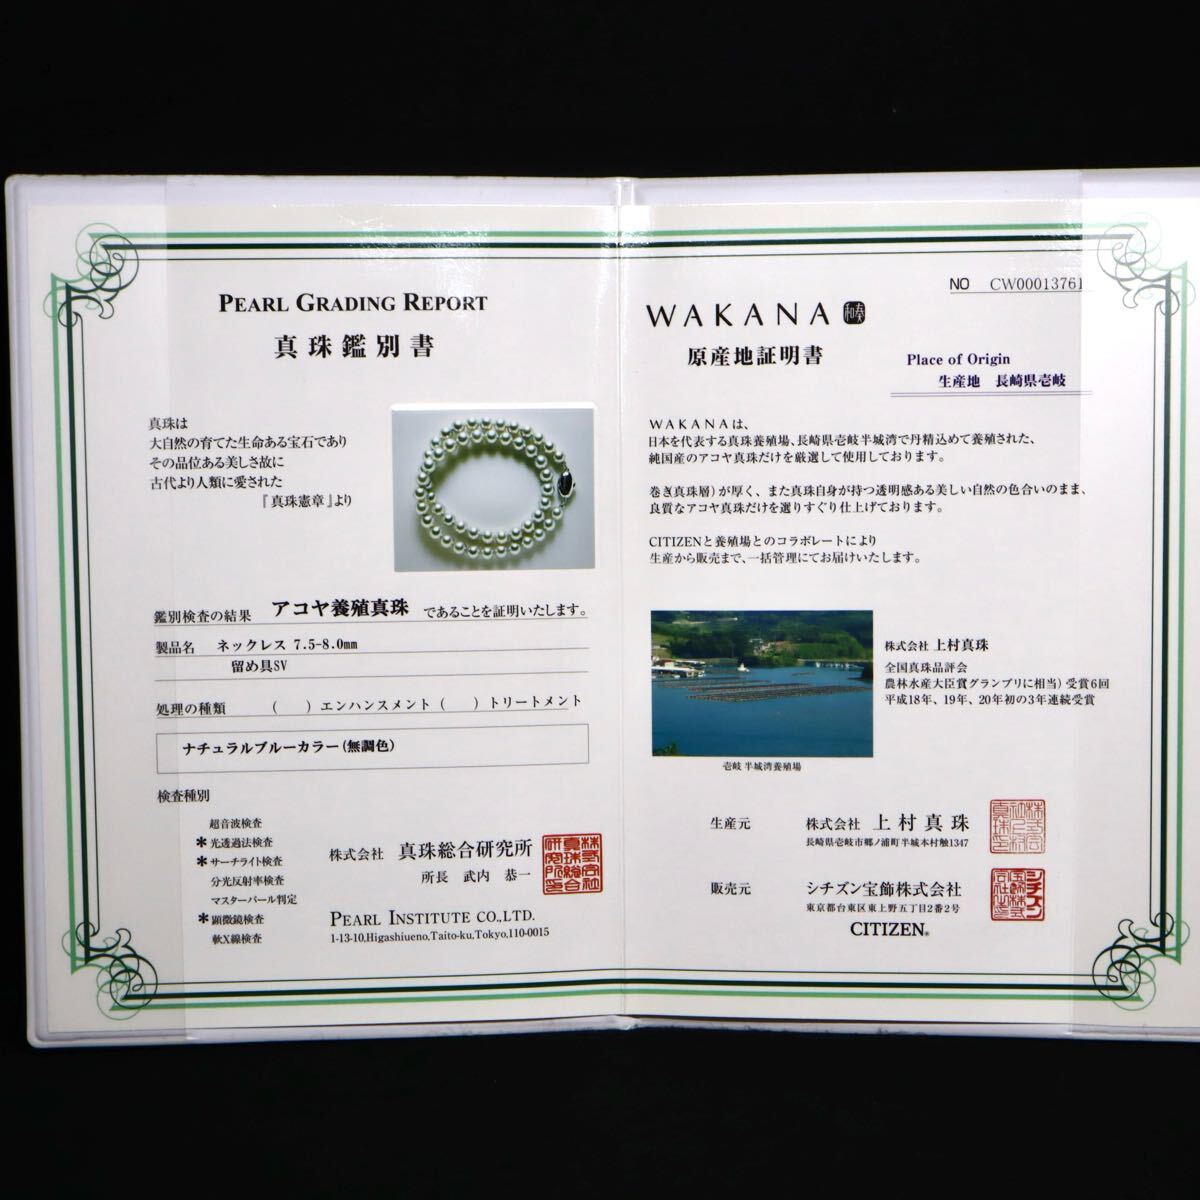 PEARL GRADING REPORT
真珠鑑別書
真珠は
大自然の育てた生命ある宝石であり
その品位ある美しさ故に
古代より人類に愛された
『真珠憲章』より
鑑別検査の結果 アコヤ養殖真珠 であることを証明いたします。
製品名 ネックレス 7.5-8.0mm
留め具SV
処理の種類 ( ) エンハンスメント ( ) トリートメント
ナチュラルブルーカラー(無調色)
検査種別
超音波検査
*光透過法検査
*サーチライト検査
分光反射率検査
マスターパール判定
*顕微鏡検査
軟X線検査
株式会社 真珠総合研究所
所長 武内 恭一
PEARL INSTITUTE CO.,LTD.
1-13-10,Higashiueno,Taito-ku,Tokyo,110-0015
株式会社
真珠総合
研究所印
NO CW00013761
WAKANA 和奏
原産地証明書
Place of Origin
生産地 長崎県壱岐
WAKANAは、
日本を代表する真珠養殖場、長崎県壱岐半城湾で丹精込めて養殖された、
純国産のアコヤ真珠だけを厳選して使用しております。
巻き真珠層)が厚く、また真珠自身が持つ透明感ある美しい自然の色合いのまま、
良質なアコヤ真珠だけを選りすぐり仕上げております。
CITIZENと養殖場とのコラボレートにより
生産から販売まで、一括管理にてお届けいたします。
株式会社 上村真珠
全国真珠品評会
農林水産大臣賞グランプリに相当)受賞6回
平成18年、19年、20年初の3年連続受賞
壱岐 半城湾養殖場
生産元 株式会社 上村真珠
長崎県壱岐市郷ノ浦町半城本村触1347
販売元 シチズン宝飾株式会社
東京都台東区東上野五丁目2番2号
CITIZEN®